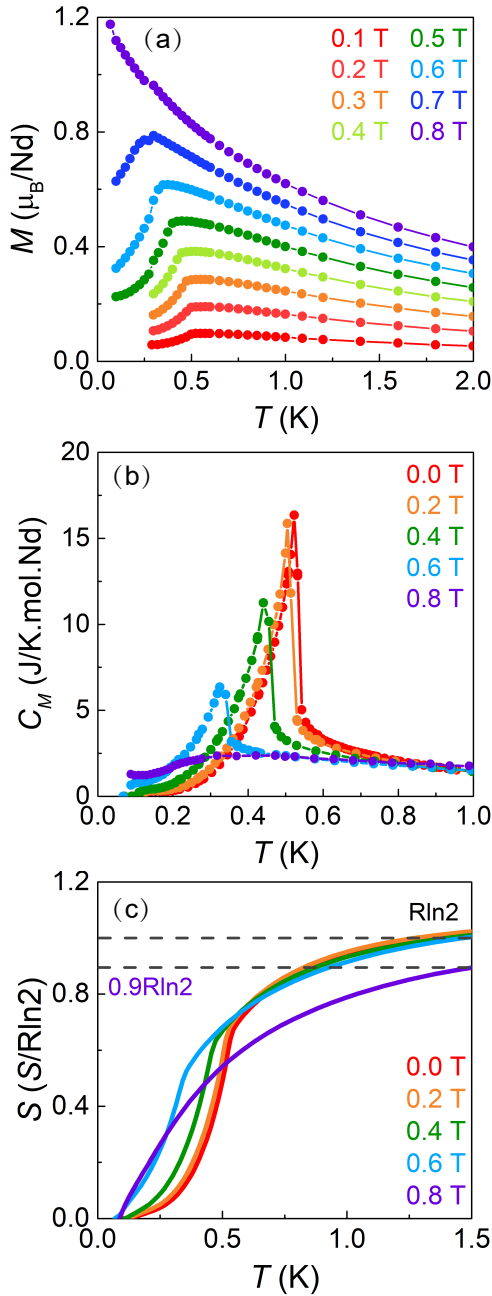 (a)
0.1 T 0.5 T
0.2 T 0.6 T
0.3 T 0.7 T
0.4 T 0.8 T
M (μB/Nd)
1.2
0.8
0.4
0.0
0.0 0.5 1.0 1.5 2.0
T (K)
(b)
0.0 T
0.2 T
0.4 T
0.6 T
0.8 T
CM (J/K.mol.Nd)
20
15
10
5
0
0.0 0.2 0.4 0.6 0.8 1.0
T (K)
(c)
Rln2
0.9Rln2
0.0 T
0.2 T
0.4 T
0.6 T
0.8 T
S (S/Rln2)
1.2
0.8
0.4
0.0
0.0 0.5 1.0 1.5
T (K)